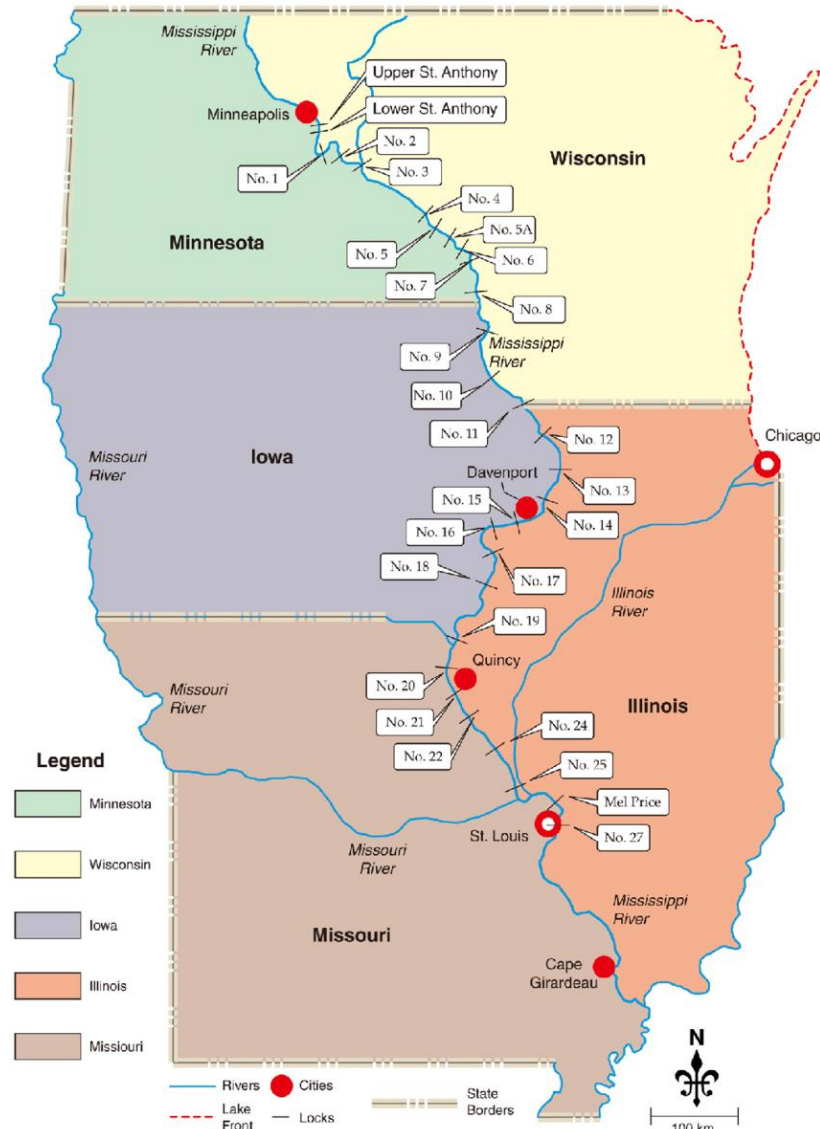 Mississippi
River
Upper St. Anthony
Minneapolis
Lower St. Anthony
No. 2
No. 1
No. 3
Wisconsin
No. 4
Minnesota
No. 5A
No. 5
No. 6
No. 7
No. 8
No. 9
Mississippi
River
No. 10
No. 11
No. 12
Chicago
Iowa
Missouri
River
Davenport
No. 13
No. 15
No. 14
No. 16
No. 18
No. 17
Illinois
River
No. 19
Quincy
Missouri
River
No. 20
Illinois
No. 21
No. 24
No. 22
No. 25
Mel Price
St. Louis
No. 27
Missouri
River
Mississippi
River
Missouri
Cape
Girardeau
Legend
Minnesota
Wisconsin
Iowa
Illinois
Missiouri
N
Rivers
Cities
Lake
Front
Locks
State
Borders
100 km